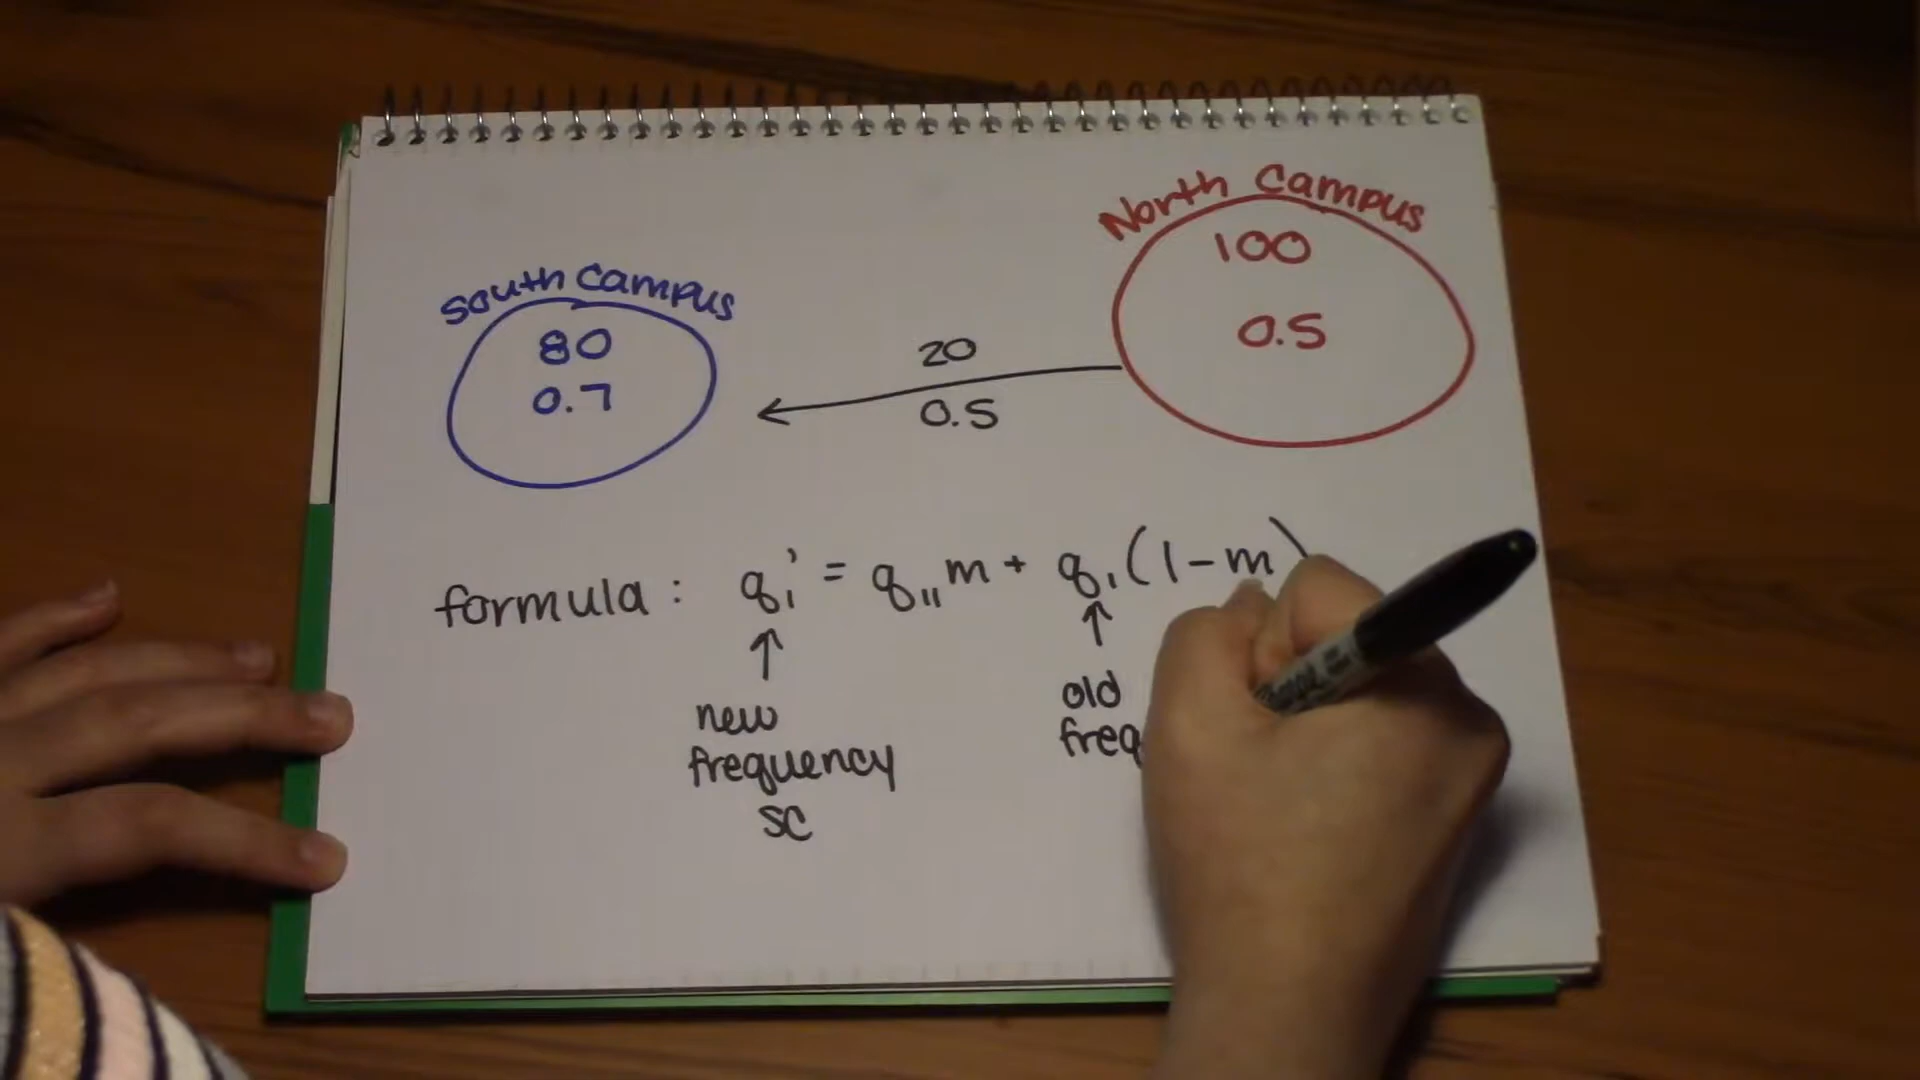 North Campus
100
0.5
South Campus
80
0.7
20
0.5
formula: q₁' = q₁₁m + q₁(1-m)
new
frequency
SC
old